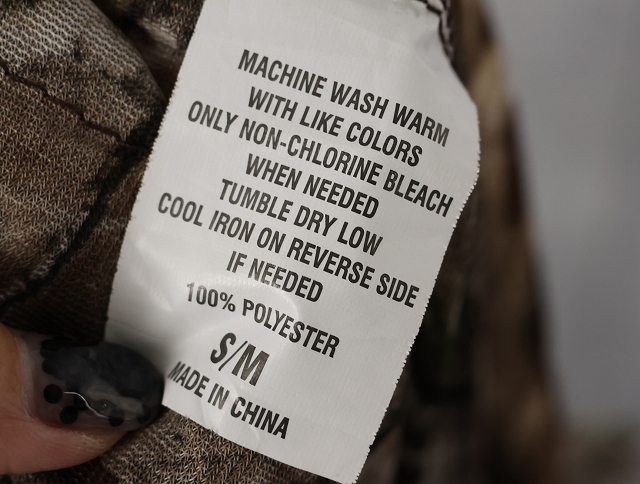 MACHINE WASH WARM
WITH LIKE COLORS
ONLY NON-CHLORINE BLEACH
WHEN NEEDED
TUMBLE DRY LOW
COOL IRON ON REVERSE SIDE
IF NEEDED
100% POLYESTER
S/M
MADE IN CHINA